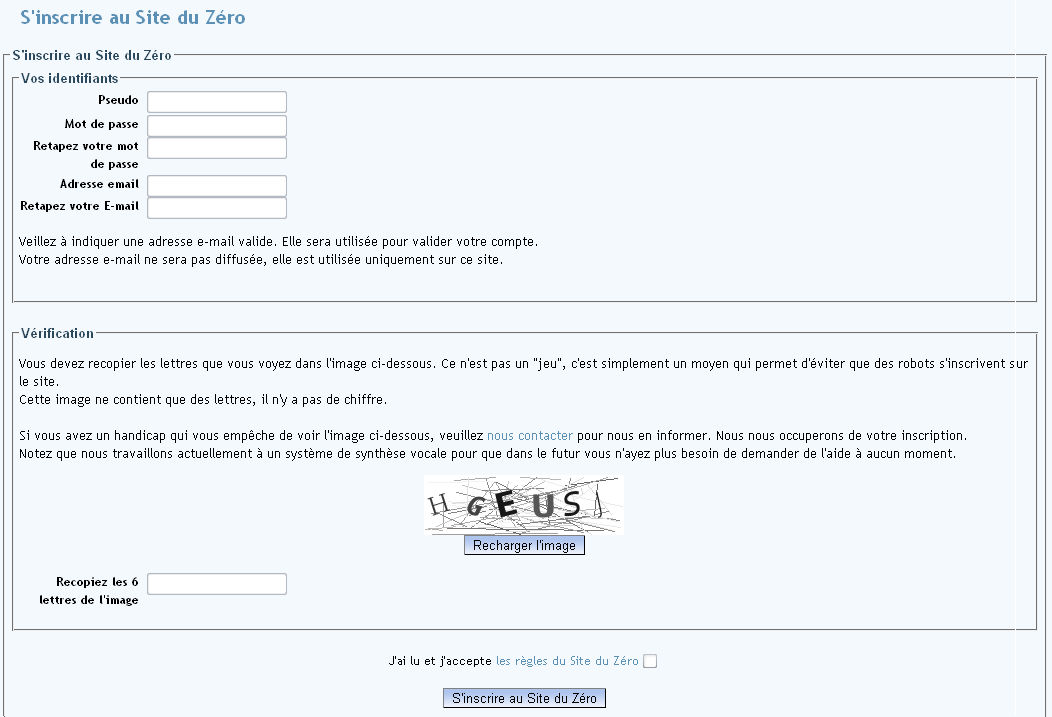 S'inscrire au Site du Zéro
S'inscrire au Site du Zéro
Vos identifiants
Pseudo
Mot de passe
Retapez votre mot
de passe
Adresse email
Retapez votre E-mail
Veillez à indiquer une adresse e-mail valide. Elle sera utilisée pour valider votre compte.
Votre adresse e-mail ne sera pas diffusée, elle est utilisée uniquement sur ce site.
Vérification
Vous devez recopier les lettres que vous voyez dans l'image ci-dessous. Ce n'est pas un "jeu", c'est simplement un moyen qui permet d'éviter que des robots s'inscrivent sur
le site.
Cette image ne contient que des lettres, il n'y a pas de chiffre.
Si vous avez un handicap qui vous empêche de voir l'image ci-dessous, veuillez nous contacter pour nous en informer. Nous nous occuperons de votre inscription.
Notez que nous travaillons actuellement à un système de synthèse vocale pour que dans le futur vous n'ayez plus besoin de demander de l'aide à aucun moment.
Recharger l'image
Recopiez les 6
lettres de l'image
J'ai lu et j'accepte les règles du Site du Zéro
S'inscrire au Site du Zéro